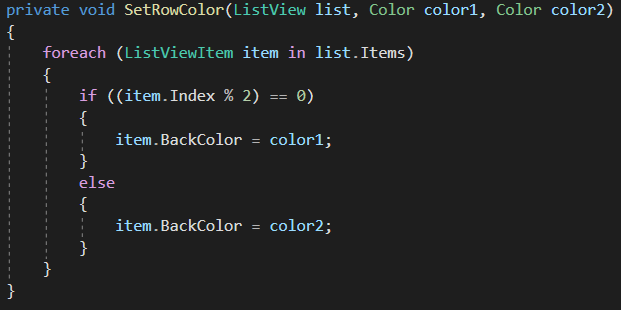 private void SetRowColor(ListView list, Color color1, Color color2)
{
    foreach (ListViewItem item in list.Items)
    {
        if ((item.Index % 2) == 0)
        {
            item.BackColor = color1;
        }
        else
        {
            item.BackColor = color2;
        }
    }
}